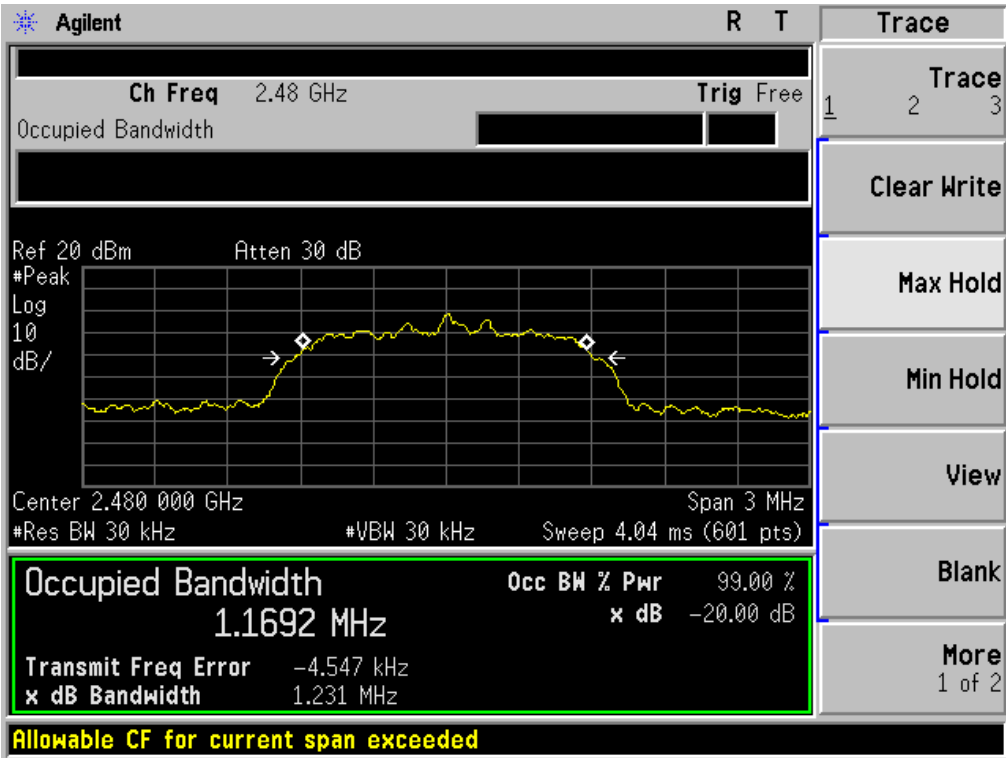 Agilent R T
Ch Freq 2.48 GHz Trig Free
Occupied Bandwidth
Ref 20 dBm Atten 30 dB
#Peak
Log
10
dB/
Center 2.480 000 GHz Span 3 MHz
#Res BW 30 kHz #VBW 30 kHz Sweep 4.04 ms (601 pts)
Occupied Bandwidth Occ BW % Pwr 99.00 %
1.1692 MHz x dB -20.00 dB
Transmit Freq Error -4.547 kHz
x dB Bandwidth 1.231 MHz
Allowable CF for current span exceeded
Trace
Trace
1 2 3
Clear Write
Max Hold
Min Hold
View
Blank
More
1 of 2